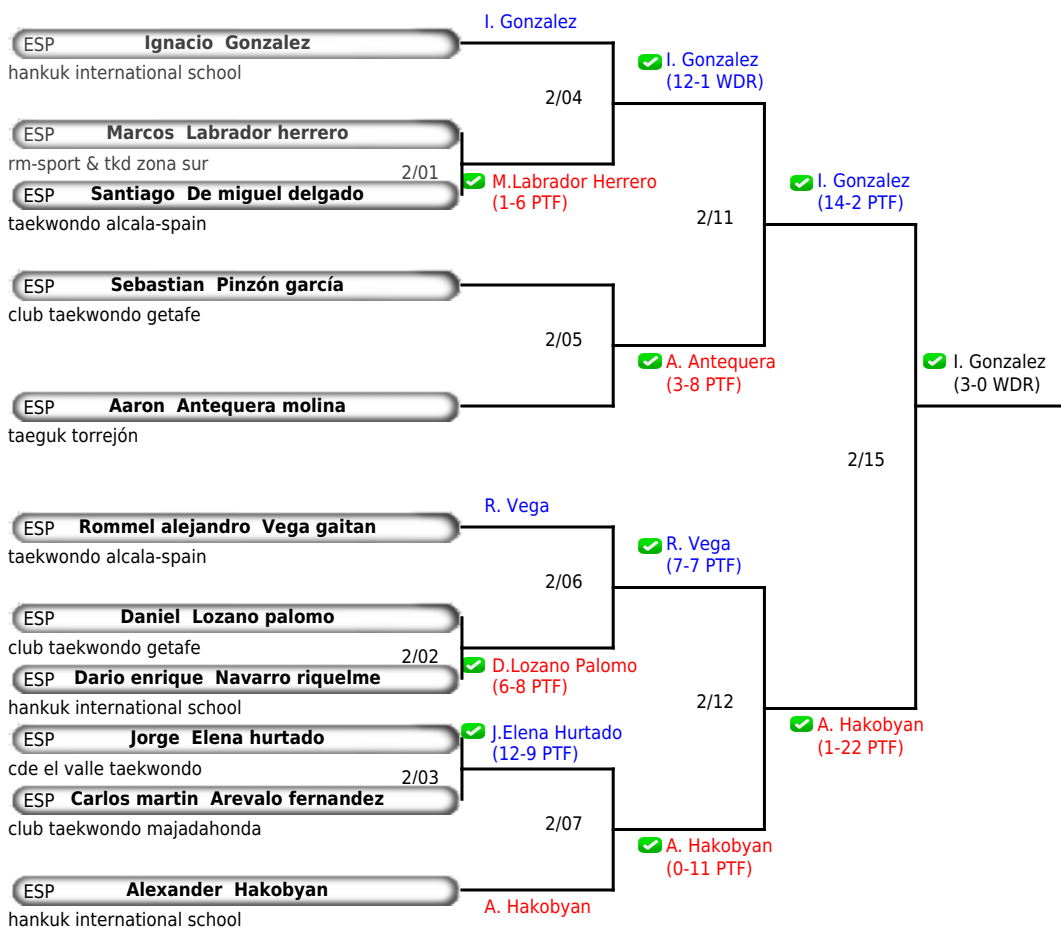 I. Gonzalez
ESP Ignacio Gonzalez
hankuk international school
I. Gonzalez
(12-1 WDR)
2/04
ESP Marcos Labrador herrero
rm-sport & tkd zona sur
2/01
M.Labrador Herrero
(1-6 PTF)
ESP Santiago De miguel delgado
taekwondo alcala-spain
I. Gonzalez
(14-2 PTF)
2/11
ESP Sebastian Pinzón garcía
club taekwondo getafe
2/05
A. Antequera
(3-8 PTF)
I. Gonzalez
(3-0 WDR)
ESP Aaron Antequera molina
taeguk torrejón
2/15
R. Vega
ESP Rommel alejandro Vega gaitan
taekwondo alcala-spain
R. Vega
(7-7 PTF)
2/06
ESP Daniel Lozano palomo
club taekwondo getafe
2/02
D.Lozano Palomo
(6-8 PTF)
ESP Dario enrique Navarro riquelme
hankuk international school
2/12
A. Hakobyan
(1-22 PTF)
ESP Jorge Elena hurtado
J.Elena Hurtado
(12-9 PTF)
cde el valle taekwondo
2/03
ESP Carlos martin Arevalo fernandez
club taekwondo majadahonda
2/07
A. Hakobyan
(0-11 PTF)
ESP Alexander Hakobyan
A. Hakobyan
hankuk international school